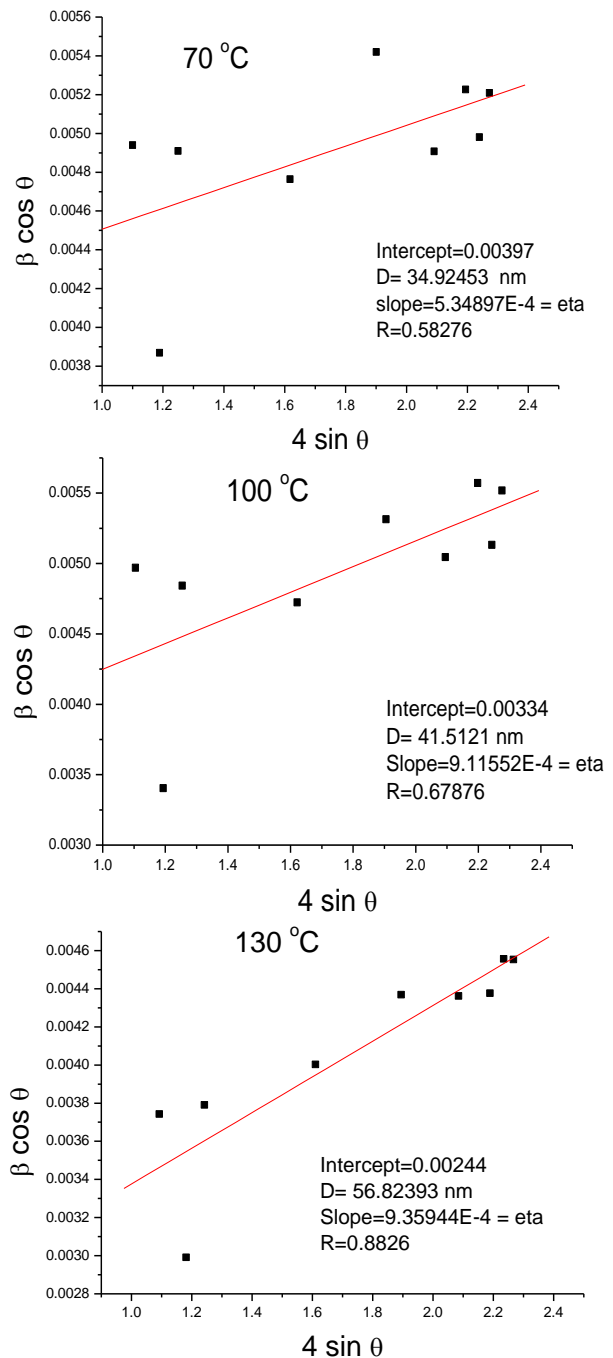 70 °C
0.0056
0.0054
0.0052
0.0050
0.0048
0.0046
0.0044
0.0042
0.0040
0.0038
β cos θ
Intercept=0.00397
D= 34.92453 nm
slope=5.34897E-4 = eta
R=0.58276
1.0 1.2 1.4 1.6 1.8 2.0 2.2 2.4
4 sin θ
100 °C
0.0055
0.0050
0.0045
0.0040
0.0035
0.0030
β cos θ
Intercept=0.00334
D= 41.5121 nm
Slope=9.11552E-4 = eta
R=0.67876
1.0 1.2 1.4 1.6 1.8 2.0 2.2 2.4
4 sin θ
130 °C
0.0046
0.0044
0.0042
0.0040
0.0038
0.0036
0.0034
0.0032
0.0030
0.0028
β cos θ
Intercept=0.00244
D= 56.82393 nm
Slope=9.35944E-4 = eta
R=0.8826
1.0 1.2 1.4 1.6 1.8 2.0 2.2 2.4
4 sin θ